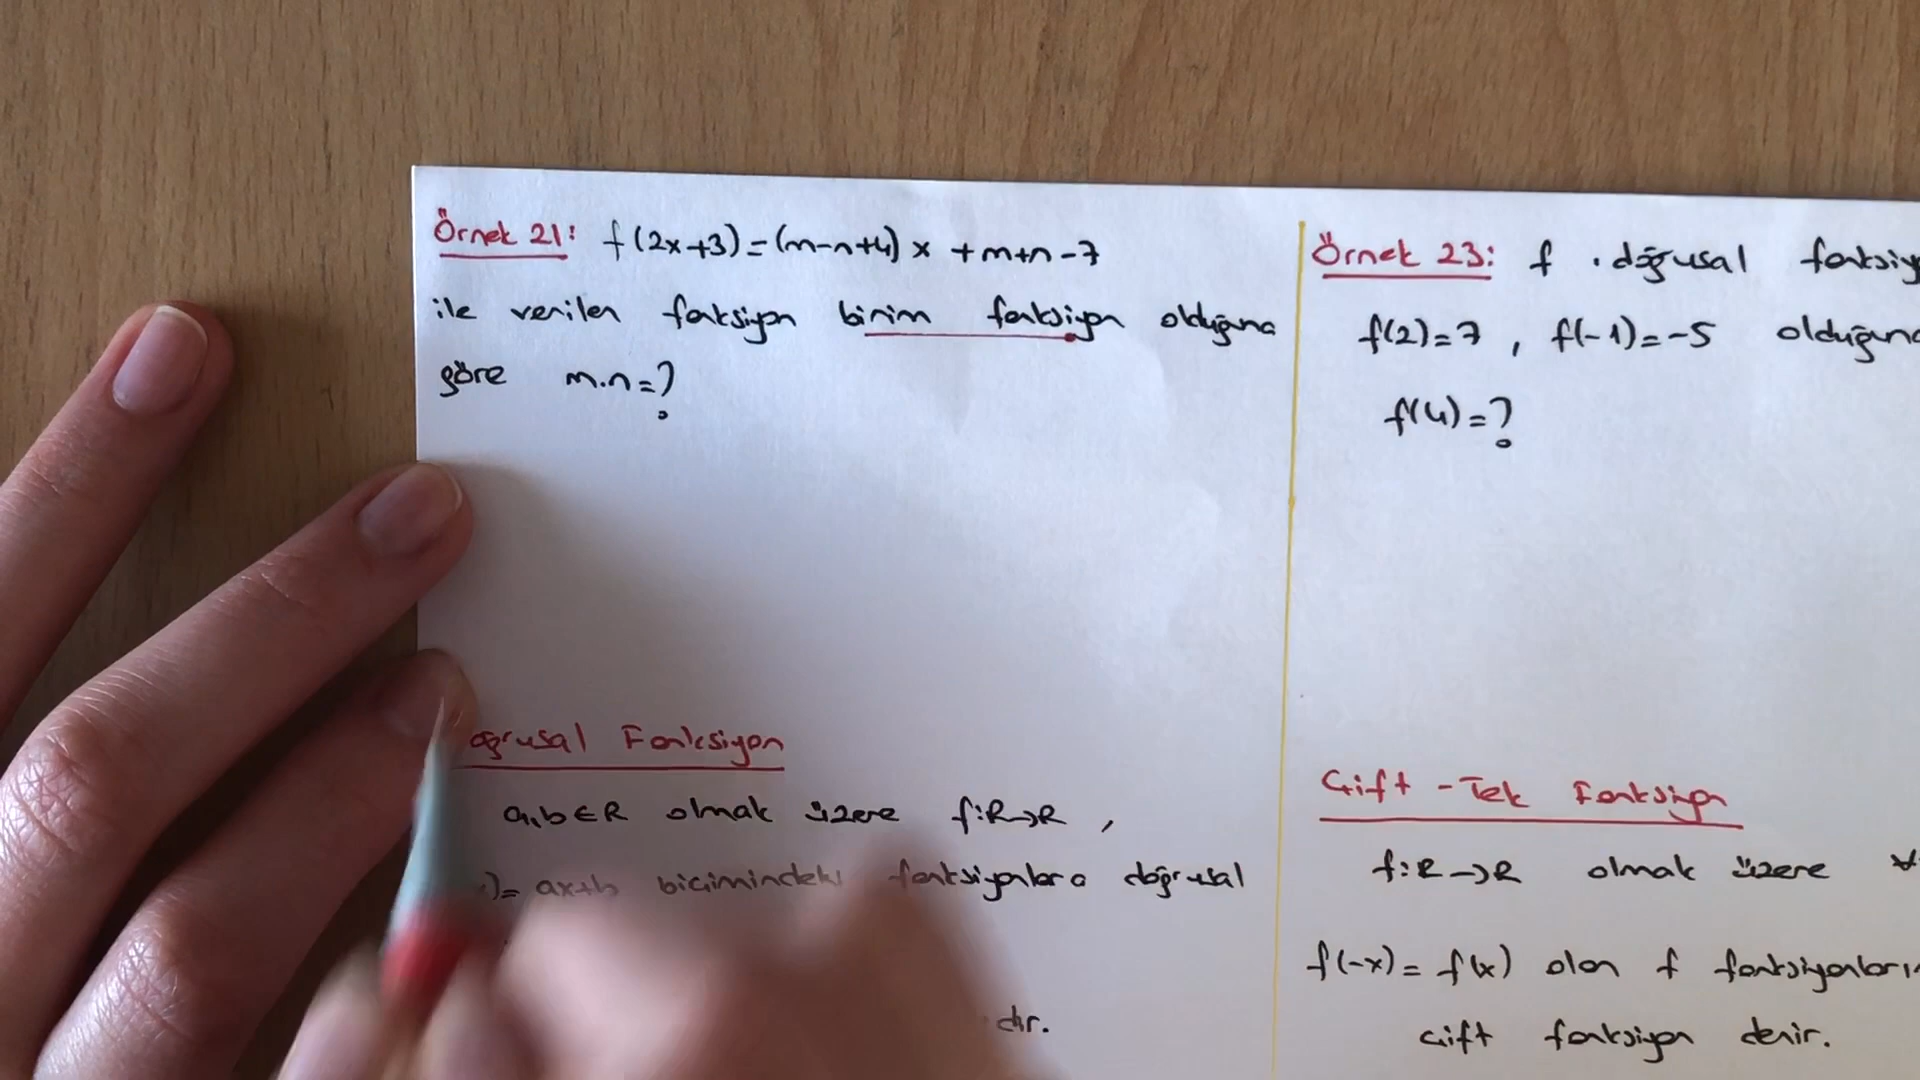 Örnek 21: f(2x+3)=(m-n+4)x +m+n-7
ile verilen fonksiyon birim fonksiyon olduğuna
göre m.n=?
Fonksiyon
a,b∈R olmak üzere f:R→R ,
)= ax+b biçimindeki fonksiyonlara doğrusal
dır.
Örnek 23: f doğrusal
f(2)=7 , f(-1)=-5
f(4)=?
Çift - Tek Fonksiyon
f:R→R olmak üzere
f(-x)= f(x) olan f
çift fonksiyon denir.